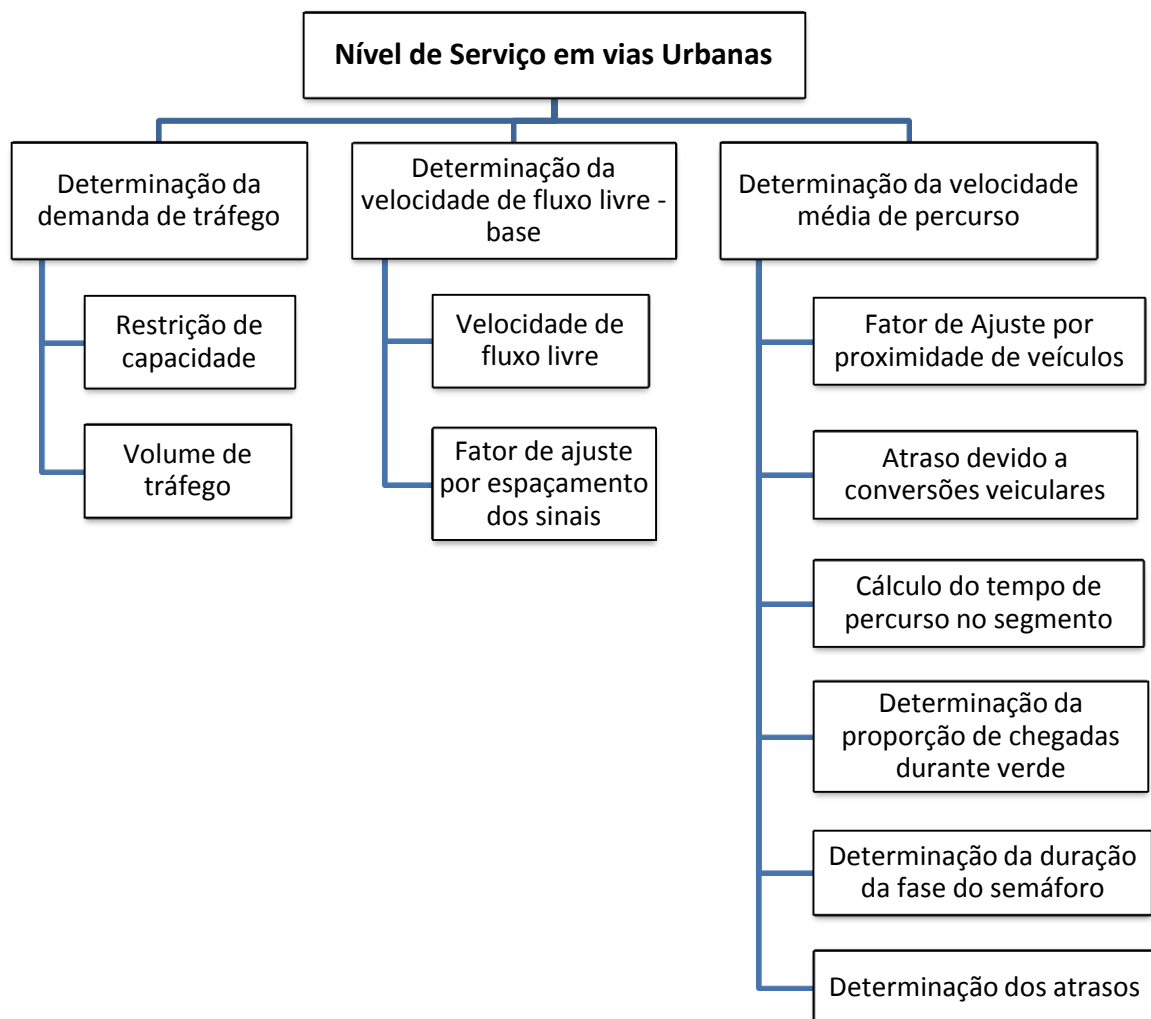 Nível de Serviço em vias Urbanas
Determinação da
demanda de tráfego
Restrição de
capacidade
Volume de
tráfego
Determinação da
velocidade de fluxo livre -
base
Velocidade de
fluxo livre
Fator de ajuste
por espaçamento
dos sinais
Determinação da velocidade
média de percurso
Fator de Ajuste por
proximidade de veículos
Atraso devido a
conversões veiculares
Cálculo do tempo de
percurso no segmento
Determinação da
proporção de chegadas
durante verde
Determinação da duração
da fase do semáforo
Determinação dos atrasos